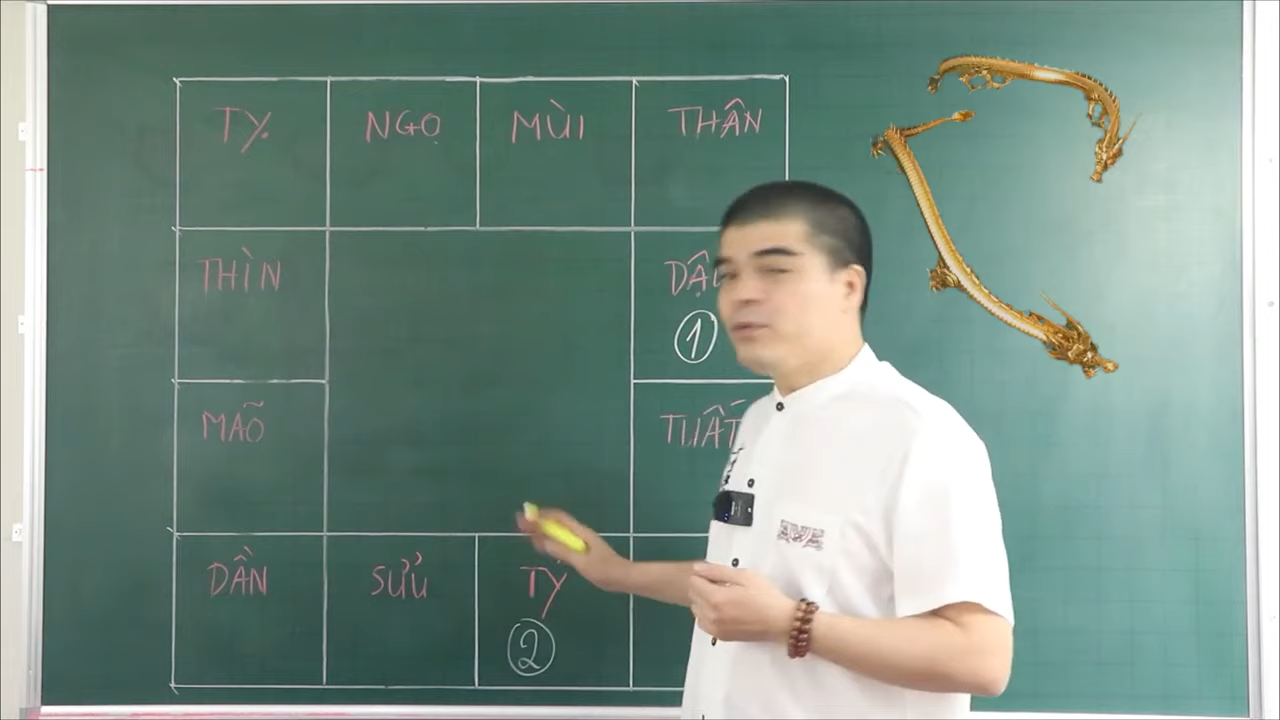 TỴ NGỌ MÙI THÂN
THÌN
①
MÃO
DẦN SỬU TÝ
②